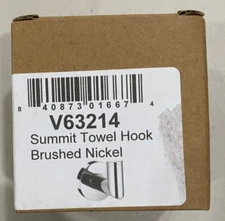 8 40873 01667 4
V63214
Summit Towel Hook
Brushed Nickel